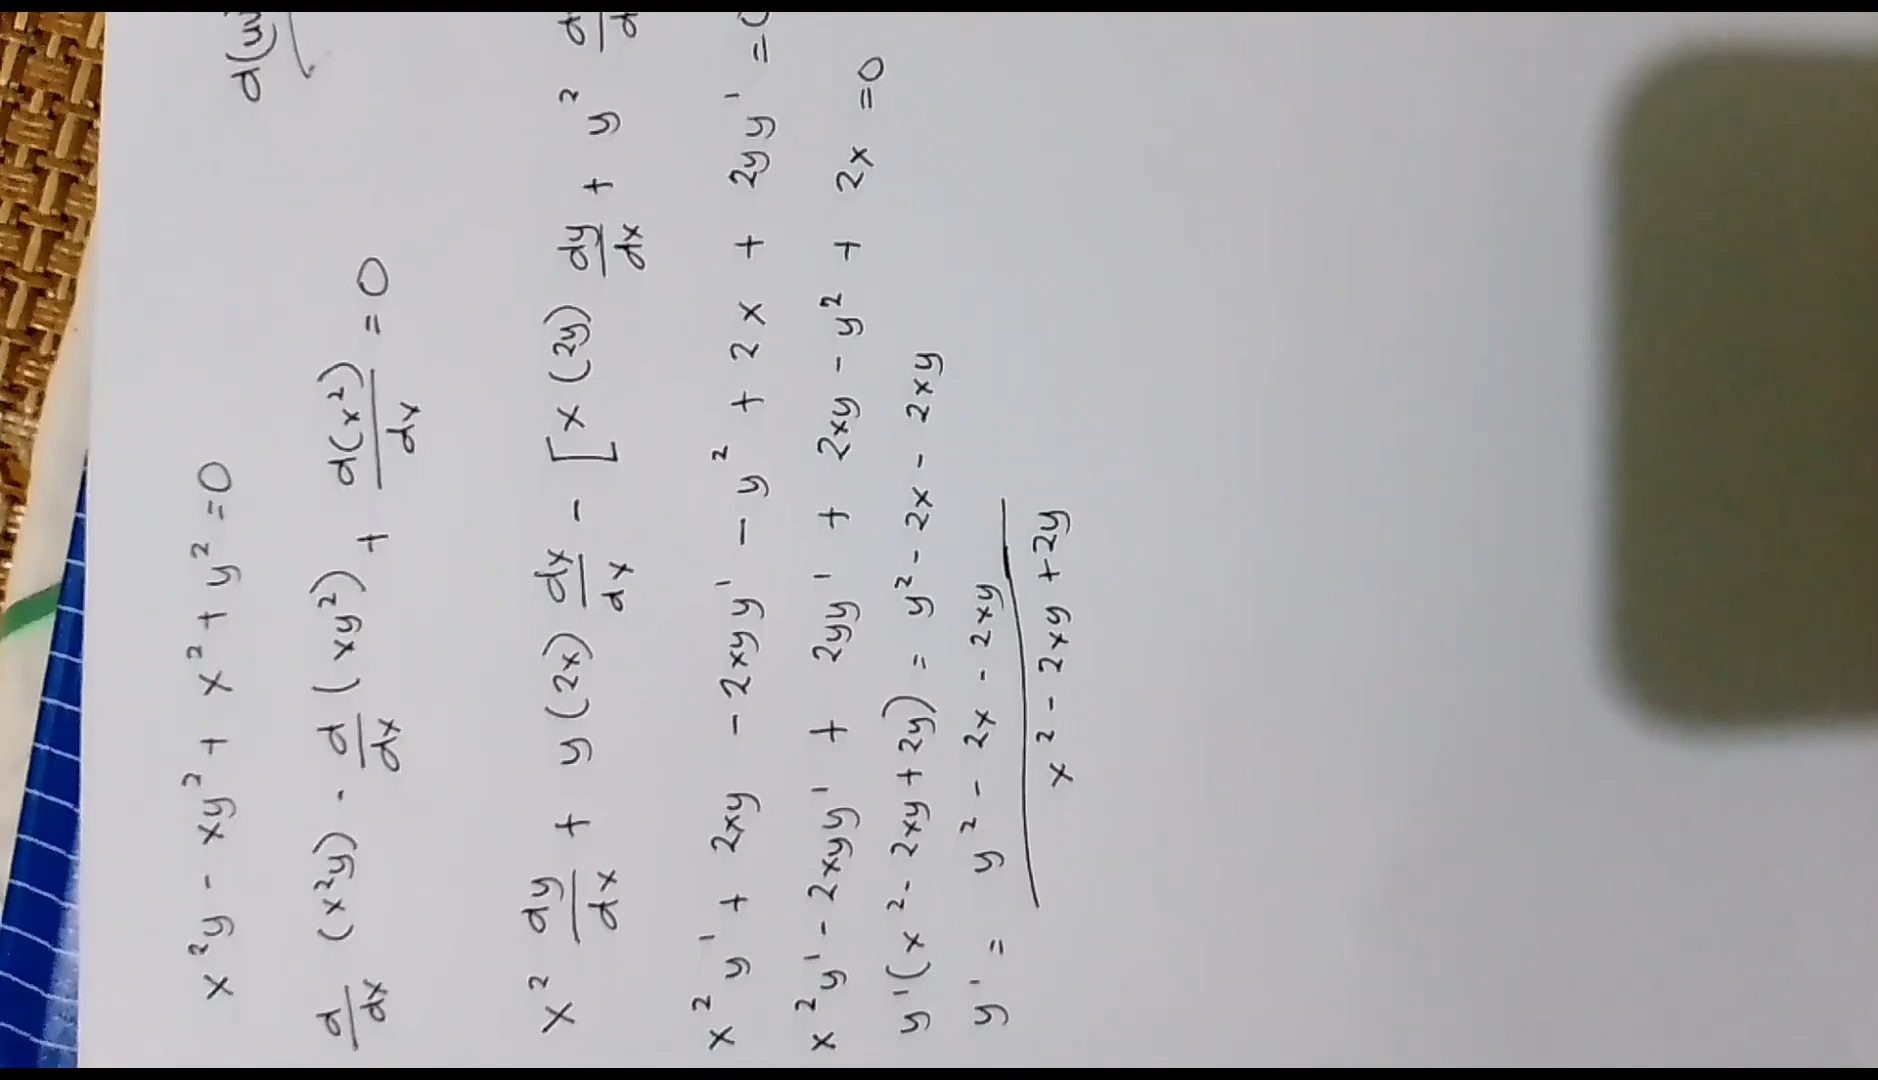 d(uv
x²y - xy² + x² + y² = 0
d/dx (x²y) - d/dx (xy²) + d(x²)/dx = 0
x² dy/dx + y(2x) dx/dx - [x(2y) dy/dx + y² d
x²y' + 2xy - 2xyy' - y² + 2x + 2yy' = 0
x²y' - 2xyy' + 2yy' + 2xy - y² + 2x = 0
y'(x² - 2xy + 2y) = y² - 2x - 2xy
y' = y² - 2x - 2xy
x² - 2xy + 2y